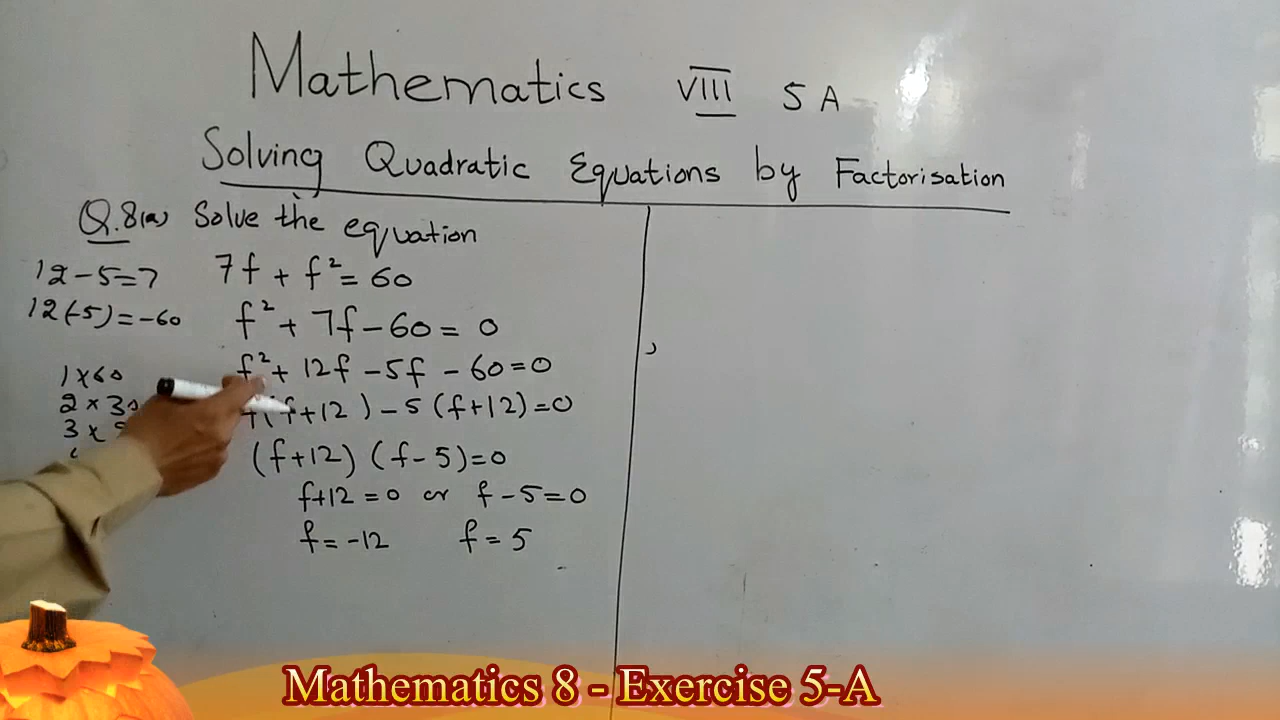 Mathematics VIII 5 A
Solving Quadratic Equations by Factorisation
Q.8(a) Solve the equation
12-5=7
7f + f² = 60
12(-5)=-60
f² + 7f - 60 = 0
f² + 12f - 5f - 60 = 0
1x60
2 x 30
(f+12) - 5 (f+12) = 0
3 x
(f+12) (f-5) = 0
f+12 = 0 or f - 5 = 0
f = -12 f = 5
Mathematics 8 - Exercise 5-A